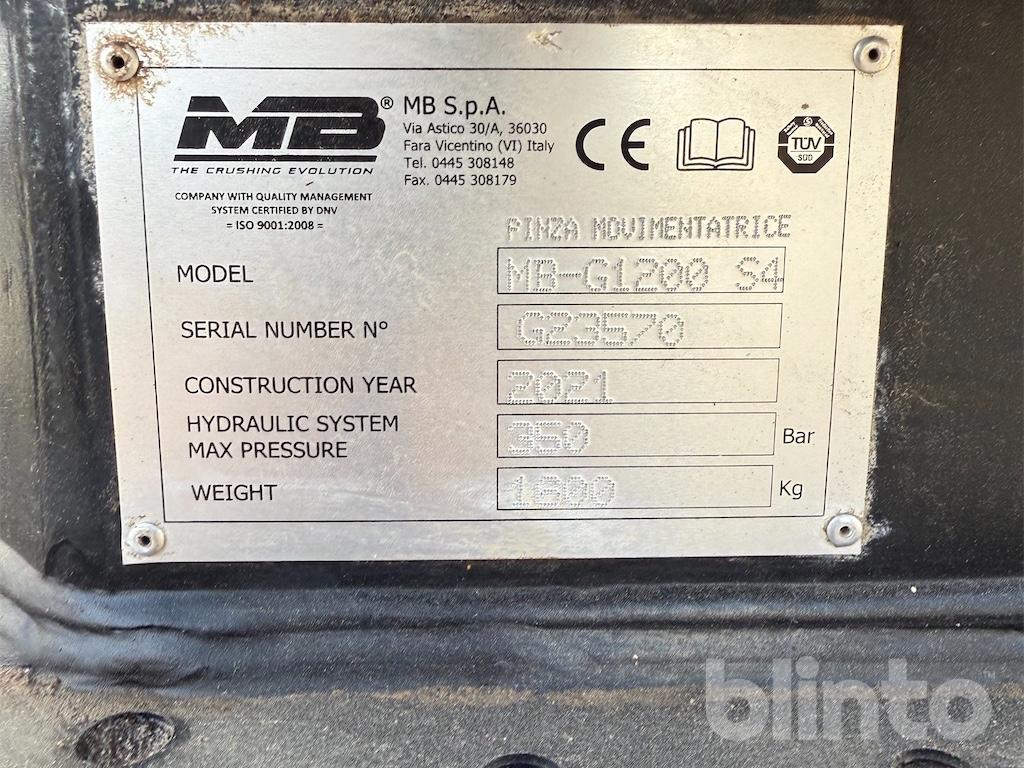 MB® MB S.p.A.
Via Astico 30/A, 36030
Fara Vicentino (VI) Italy
Tel. 0445 308148
Fax. 0445 308179
THE CRUSHING EVOLUTION
COMPANY WITH QUALITY MANAGEMENT
SYSTEM CERTIFIED BY DNV
= ISO 9001:2008 =
CE
TÜV
SÜD
PINZA MOVIMENTATRICE
MODEL MB-G1200 S4
SERIAL NUMBER N° G23570
CONSTRUCTION YEAR 2021
HYDRAULIC SYSTEM
MAX PRESSURE 350 Bar
WEIGHT Kg
blinto™